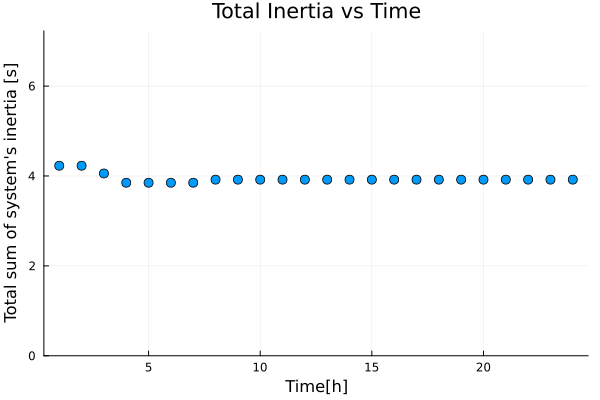 Total Inertia vs Time
Total sum of system's inertia [s]
6
4
2
0
5 10 15 20
Time[h]